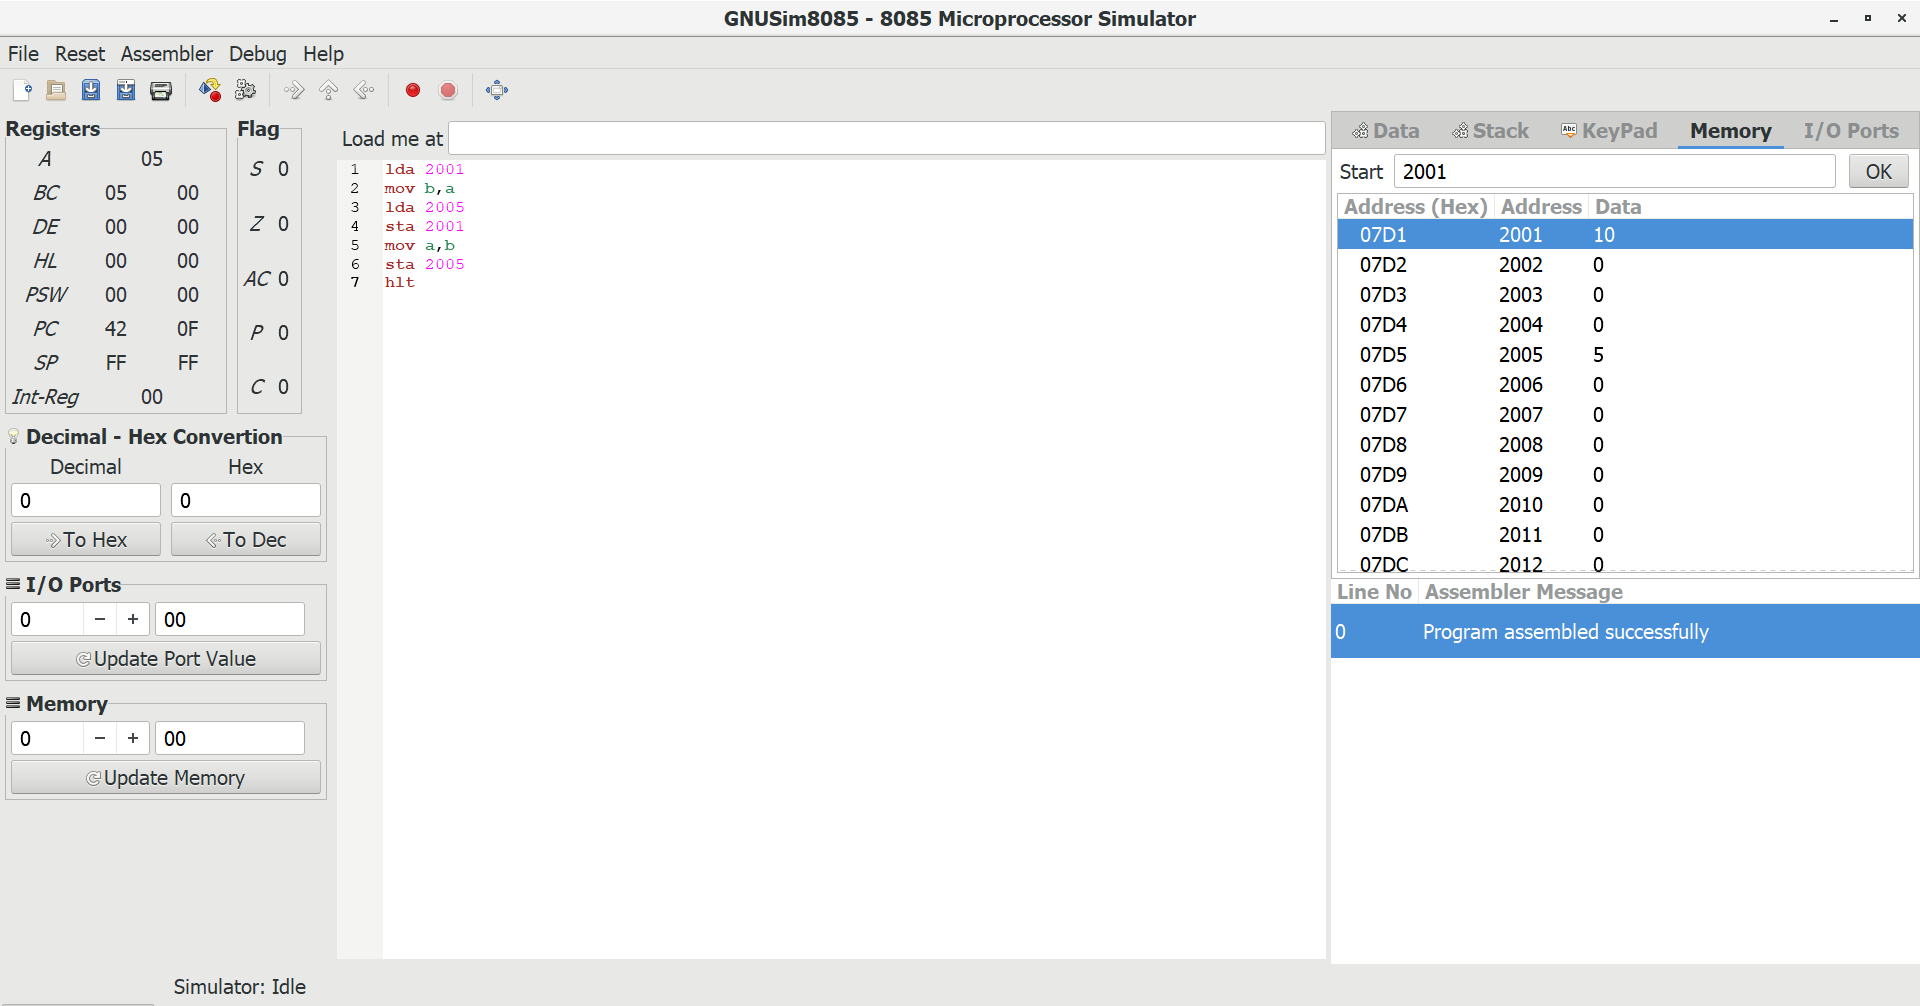 GNUSim8085 - 8085 Microprocessor Simulator
File Reset Assembler Debug Help
Registers
A 05
BC 05 00
DE 00 00
HL 00 00
PSW 00 00
PC 42 0F
SP FF FF
Int-Reg 00
Flag
S 0
Z 0
AC 0
P 0
C 0
Decimal - Hex Convertion
Decimal Hex
0 0
To Hex To Dec
I/O Ports
0 − + 00
Update Port Value
Memory
0 − + 00
Update Memory
Load me at
1 lda 2001
2 mov b,a
3 lda 2005
4 sta 2001
5 mov a,b
6 sta 2005
7 hlt
Data Stack Abc KeyPad Memory I/O Ports
Start 2001 OK
Address (Hex) Address Data
07D1 2001 10
07D2 2002 0
07D3 2003 0
07D4 2004 0
07D5 2005 5
07D6 2006 0
07D7 2007 0
07D8 2008 0
07D9 2009 0
07DA 2010 0
07DB 2011 0
07DC 2012 0
Line No Assembler Message
0 Program assembled successfully
Simulator: Idle